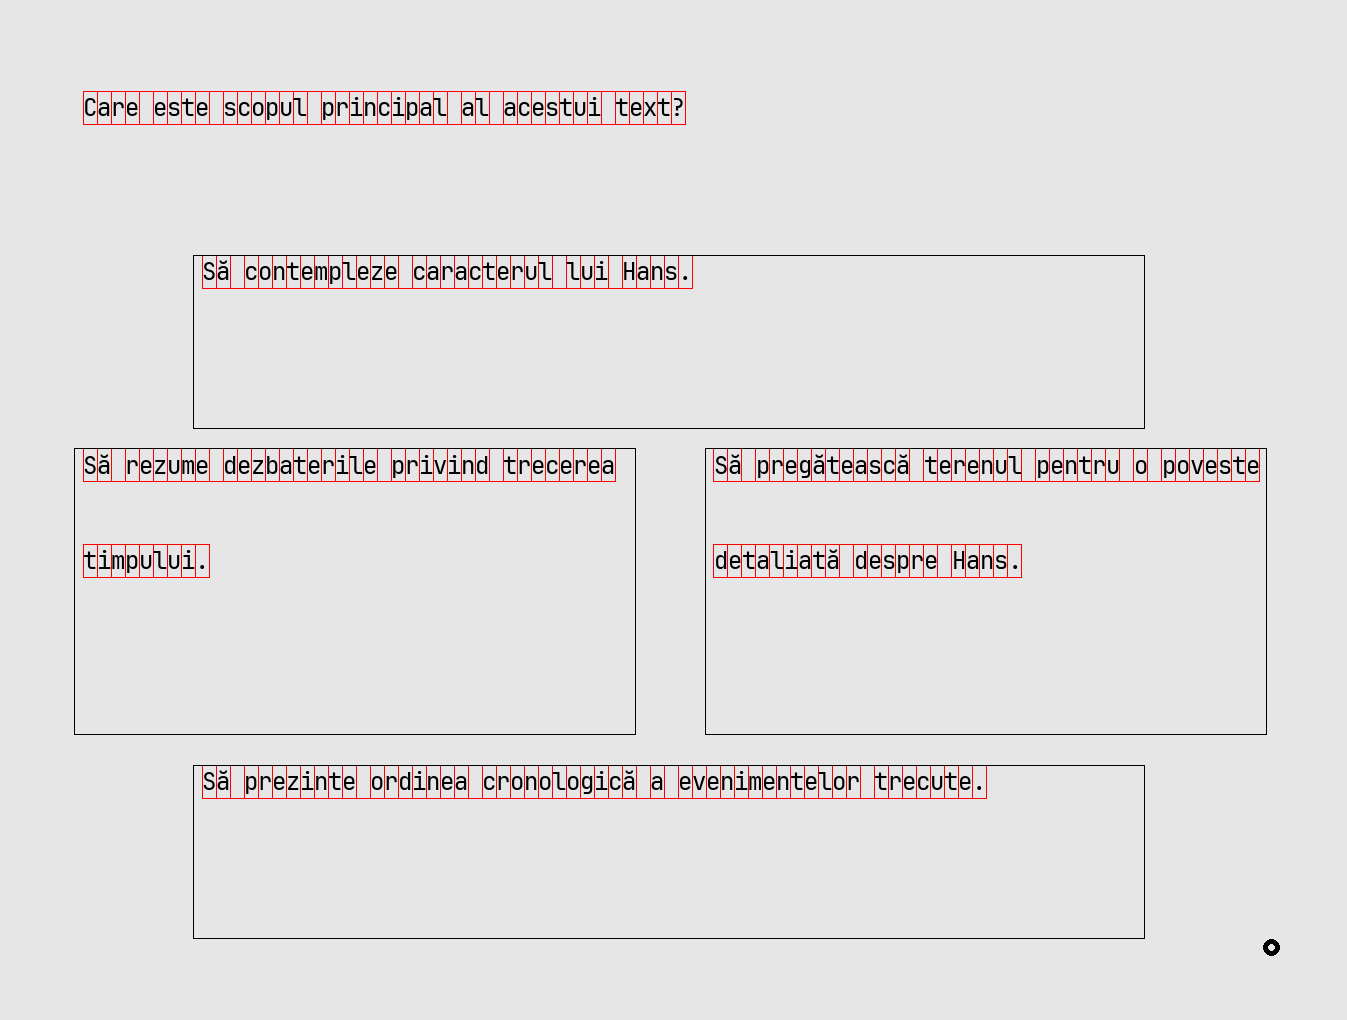 Care este scopul principal al acestui text?
Să contempleze caracterul lui Hans.
Să rezume dezbaterile privind trecerea
timpului.
Să pregătească terenul pentru o poveste
detaliată despre Hans.
Să prezinte ordinea cronologică a evenimentelor trecute.